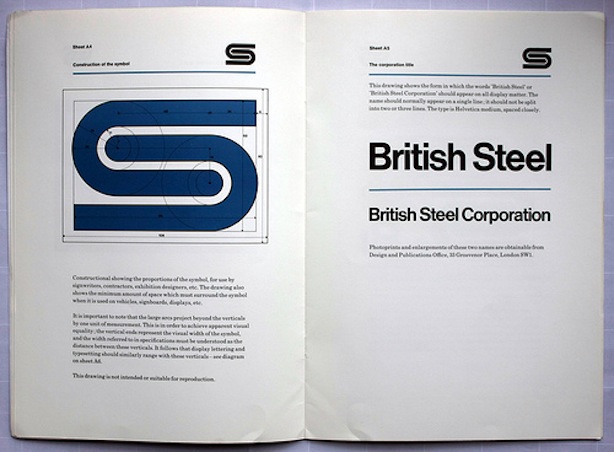 Sheet A4
Construction of the symbol
Constructional showing the proportions of the symbol, for use by
signwriters, contractors, exhibition designers, etc. The drawing also
shows the minimum amount of space which must surround the symbol
when it is used on vehicles, signboards, displays, etc.
It is important to note that the large arcs project beyond the verticals
by one unit of measurement. This is in order to achieve apparent visual
equality; the vertical ends represent the visual width of the symbol,
and the width referred to in specifications must be understood as the
distance between these verticals. It follows that display lettering and
typesetting should similarly range with these verticals - see diagram
on sheet A6.
This drawing is not intended or suitable for reproduction.
Sheet A5
The corporation title
This drawing shows the form in which the words 'British Steel' or
'British Steel Corporation' should appear on all display matter. The
name should normally appear on a single line; it should not be split
into two or three lines. The type is Helvetica medium, spaced closely.
British Steel
British Steel Corporation
Photoprints and enlargements of these two names are obtainable from
Design and Publications Office, 33 Grosvenor Place, London SW1.